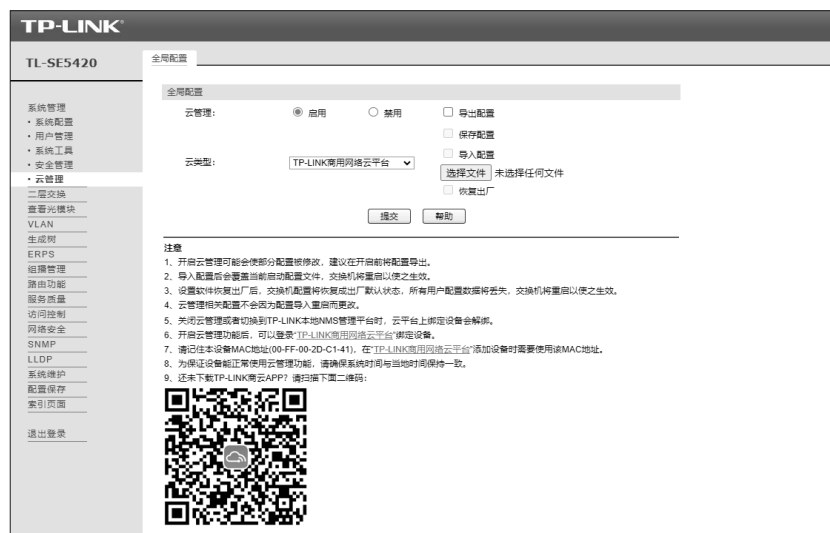 TP-LINK
TL-SE5420
全局配置
系统管理
• 系统配置
• 用户管理
• 系统工具
• 安全管理
• 云管理
二层交换
查看光模块
VLAN
生成树
ERPS
组播管理
路由功能
服务质量
访问控制
网络安全
SNMP
LLDP
系统维护
配置保存
索引页面
退出登录
全局配置
云管理： 启用 禁用 导出配置
保存配置
导入配置
云类型： TP-LINK商用网络云平台
选择文件 未选择任何文件
恢复出厂
提交 帮助
注意
1、开启云管理可能会使部分配置被修改，建议在开启前将配置导出。
2、导入配置后会覆盖当前启动配置文件，交换机将重启以使之生效。
3、设置软件恢复出厂后，交换机配置将恢复成出厂默认状态，所有用户配置数据将丢失，交换机将重启以使之生效。
4、云管理相关配置不会因为配置导入重启而更改。
5、关闭云管理或者切换到TP-LINK本地NMS管理平台时，云平台上绑定设备会解绑。
6、开启云管理功能后，可以登录“TP-LINK商用网络云平台”绑定设备。
7、请记住本设备MAC地址(00-FF-00-2D-C1-41)，在“TP-LINK商用网络云平台”添加设备时需要使用该MAC地址。
8、为保证设备能正常使用云管理功能，请确保系统时间与当地时间保持一致。
9、还未下载TP-LINK商云APP？请扫描下面二维码：